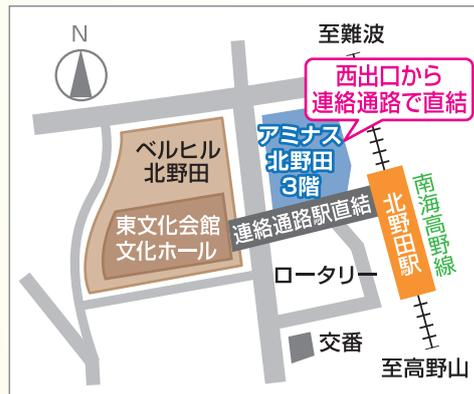 N
至難波
西出口から
連絡通路で直結
アミナス
北野田
3階
ベルヒル
北野田
東文化会館
文化ホール
連絡通路駅直結
北野田駅
南海高野線
ロータリー
交番
至高野山